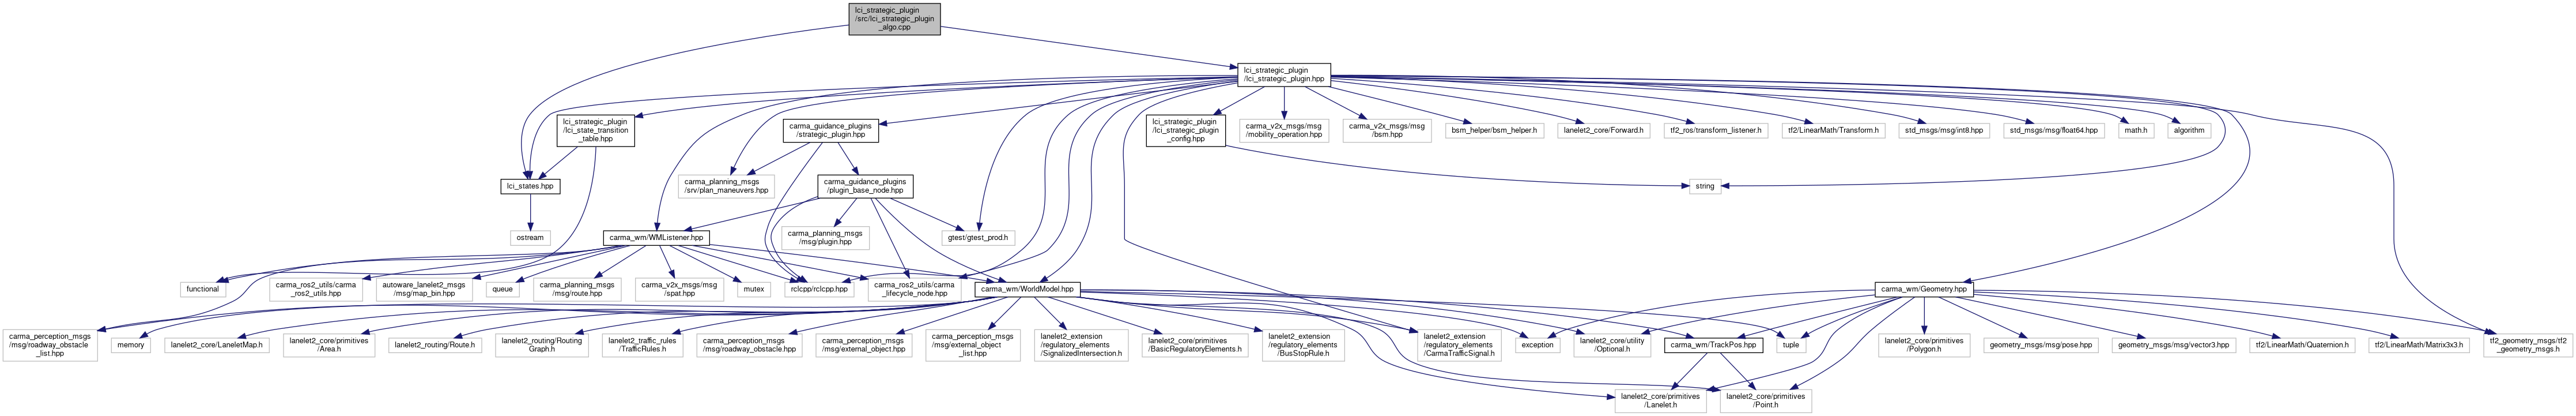 lci_strategic_plugin
/src/lci_strategic_plugin
_algo.cpp
lci_strategic_plugin
/lci_strategic_plugin.hpp
lci_strategic_plugin
/lci_state_transition
_table.hpp
carma_guidance_plugins
/strategic_plugin.hpp
lci_strategic_plugin
/lci_strategic_plugin
_config.hpp
carma_v2x_msgs/msg
/mobility_operation.hpp
carma_v2x_msgs/msg
/bsm.hpp
bsm_helper/bsm_helper.h
lanelet2_core/Forward.h
tf2_ros/transform_listener.h
tf2/LinearMath/Transform.h
std_msgs/msg/int8.hpp
std_msgs/msg/float64.hpp
math.h
algorithm
lci_states.hpp
carma_planning_msgs
/srv/plan_maneuvers.hpp
carma_guidance_plugins
/plugin_base_node.hpp
string
ostream
carma_wm/WMListener.hpp
carma_planning_msgs
/msg/plugin.hpp
gtest/gtest_prod.h
functional
carma_ros2_utils/carma
_ros2_utils.hpp
autoware_lanelet2_msgs
/msg/map_bin.hpp
queue
carma_planning_msgs
/msg/route.hpp
carma_v2x_msgs/msg
/spat.hpp
mutex
rclcpp/rclcpp.hpp
carma_ros2_utils/carma
_lifecycle_node.hpp
carma_wm/WorldModel.hpp
carma_wm/Geometry.hpp
carma_perception_msgs
/msg/roadway_obstacle
_list.hpp
memory
lanelet2_core/LaneletMap.h
lanelet2_core/primitives
/Area.h
lanelet2_routing/Route.h
lanelet2_routing/Routing
Graph.h
lanelet2_traffic_rules
/TrafficRules.h
carma_perception_msgs
/msg/roadway_obstacle.hpp
carma_perception_msgs
/msg/external_object.hpp
carma_perception_msgs
/msg/external_object
_list.hpp
lanelet2_extension
/regulatory_elements
/SignalizedIntersection.h
lanelet2_core/primitives
/BasicRegulatoryElements.h
lanelet2_extension
/regulatory_elements
/BusStopRule.h
lanelet2_extension
/regulatory_elements
/CarmaTrafficSignal.h
exception
lanelet2_core/utility
/Optional.h
carma_wm/TrackPos.hpp
tuple
lanelet2_core/primitives
/Polygon.h
geometry_msgs/msg/pose.hpp
geometry_msgs/msg/vector3.hpp
tf2/LinearMath/Quaternion.h
tf2/LinearMath/Matrix3x3.h
tf2_geometry_msgs/tf2
_geometry_msgs.h
lanelet2_core/primitives
/Lanelet.h
lanelet2_core/primitives
/Point.h